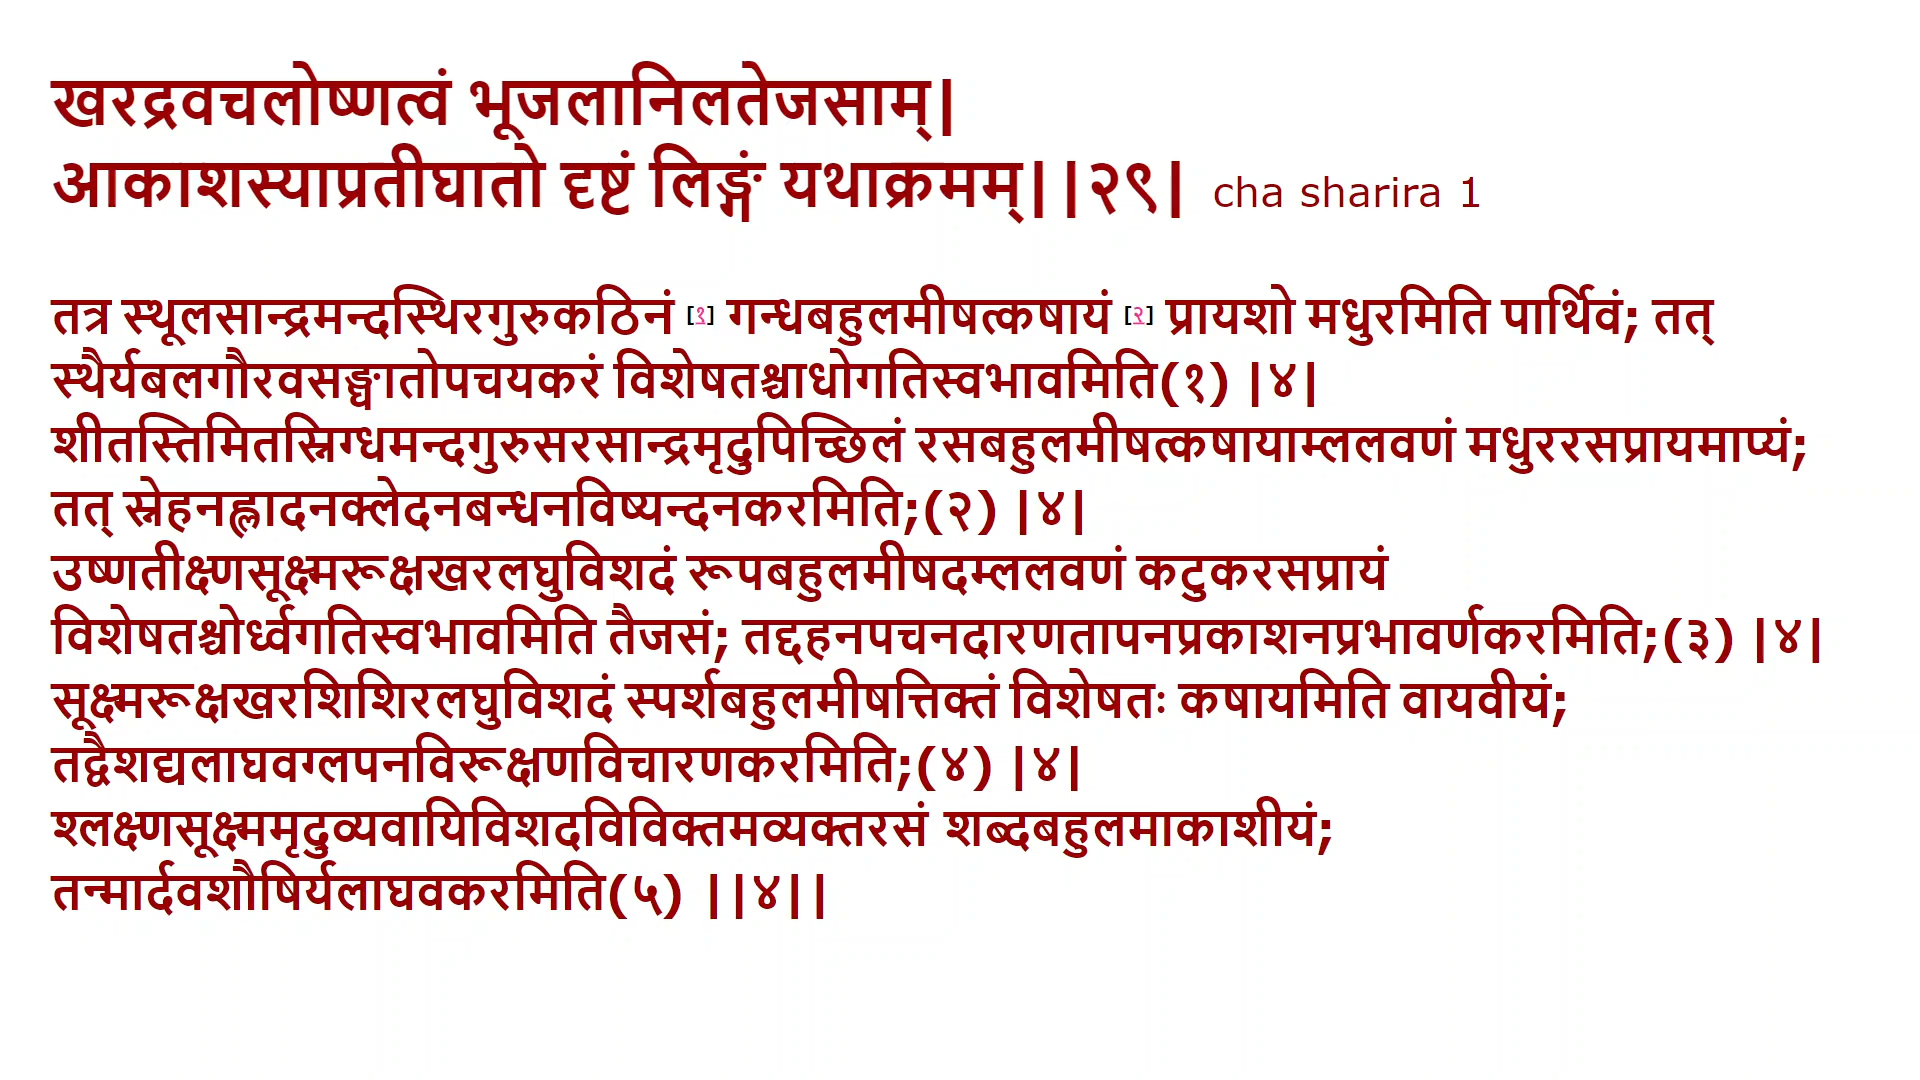 खरद्रवचलोष्णत्वं भूजलानिलतेजसाम्|
आकाशस्याप्रतीघातो दृष्टं लिङ्गं यथाक्रमम्||२९| cha sharira 1
तत्र स्थूलसान्द्रमन्दस्थिरगुरुकठिनं [१] गन्धबहुलमीषत्कषायं [२] प्रायशो मधुरमिति पार्थिवं; तत्
स्थैर्यबलगौरवसङ्घातोपचयकरं विशेषतश्चाधोगतिस्वभावमिति(१) |४|
शीतस्तिमितस्निग्धमन्दगुरुसरसान्द्रमृदुपिच्छिलं रसबहुलमीषत्कषायाम्ललवणं मधुररसप्रायमाप्यं;
तत् स्नेहनह्लादनक्लेदनबन्धनविष्यन्दनकरमिति;(२) |४|
उष्णतीक्ष्णसूक्ष्मरूक्षखरलघुविशदं रूपबहुलमीषदम्ललवणं कटुकरसप्रायं
विशेषतश्चोर्ध्वगतिस्वभावमिति तैजसं; तद्दहनपचनदारणतापनप्रकाशनप्रभावर्णकरमिति;(३) |४|
सूक्ष्मरूक्षखरशिशिरलघुविशदं स्पर्शबहुलमीषत्तिक्तं विशेषतः कषायमिति वायवीयं;
तद्वैशद्यलाघवग्लपनविरूक्षणविचारणकरमिति;(४) |४|
श्लक्ष्णसूक्ष्ममृदुव्यवायिविशदविविक्तमव्यक्तरसं शब्दबहुलमाकाशीयं;
तन्मार्दवशौषिर्यलाघवकरमिति(५) ||४||